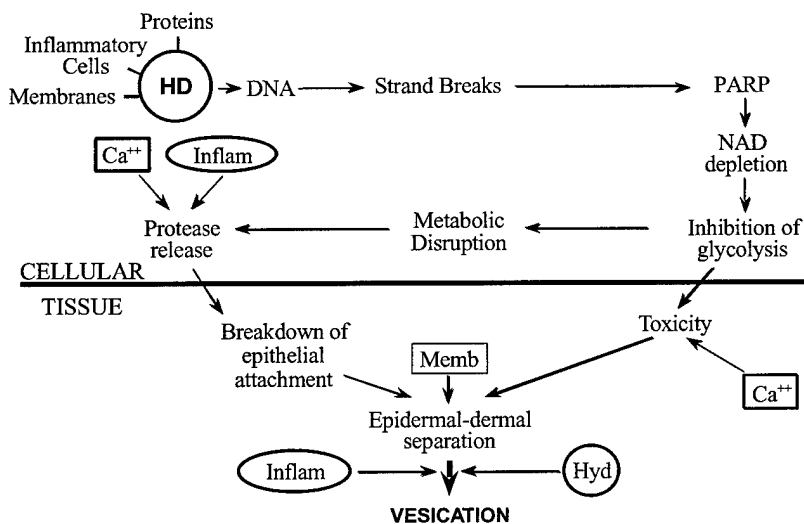 Proteins
Inflammatory
Cells
Membranes
HD
DNA
Strand Breaks
PARP
NAD
depletion
Inhibition of
glycolysis
Metabolic
Disruption
Ca⁺⁺
Inflam
Protease
release
CELLULAR
TISSUE
Breakdown of
epithelial
attachment
Memb
Toxicity
Ca⁺⁺
Epidermal-dermal
separation
Inflam
Hyd
VESICATION